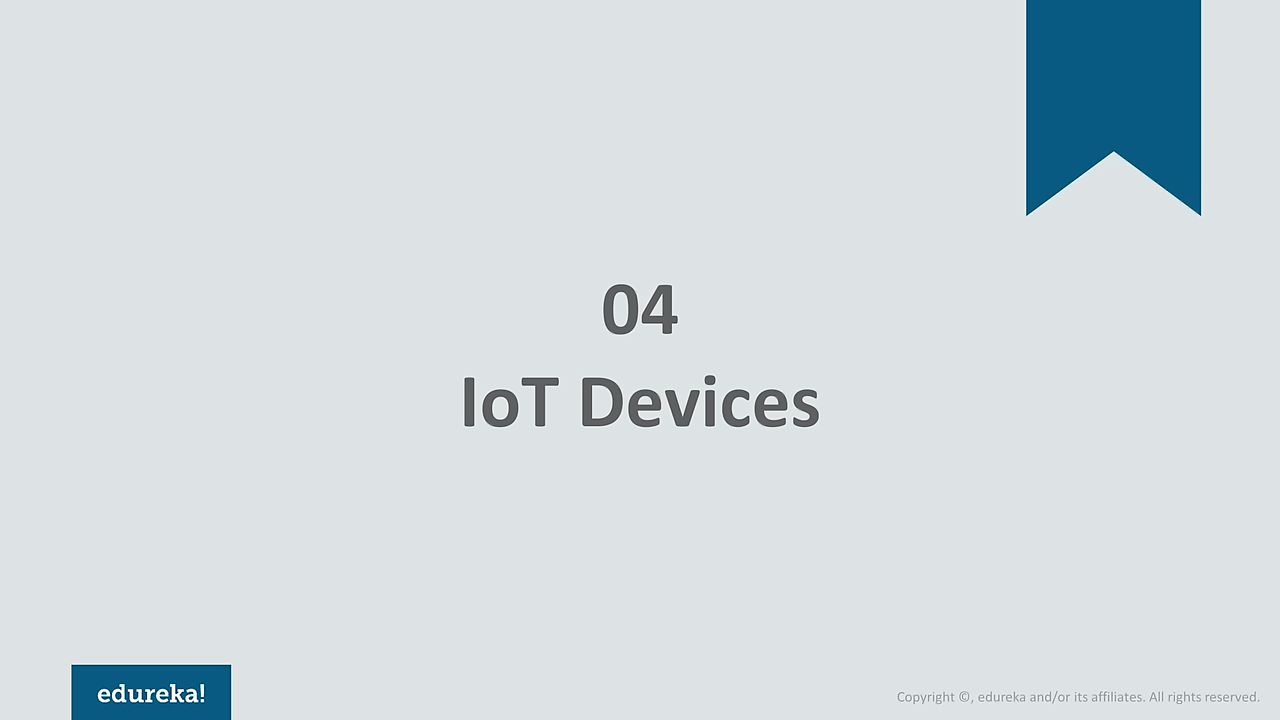 04
IoT Devices
edureka!
Copyright ©, edureka and/or its affiliates. All rights reserved.